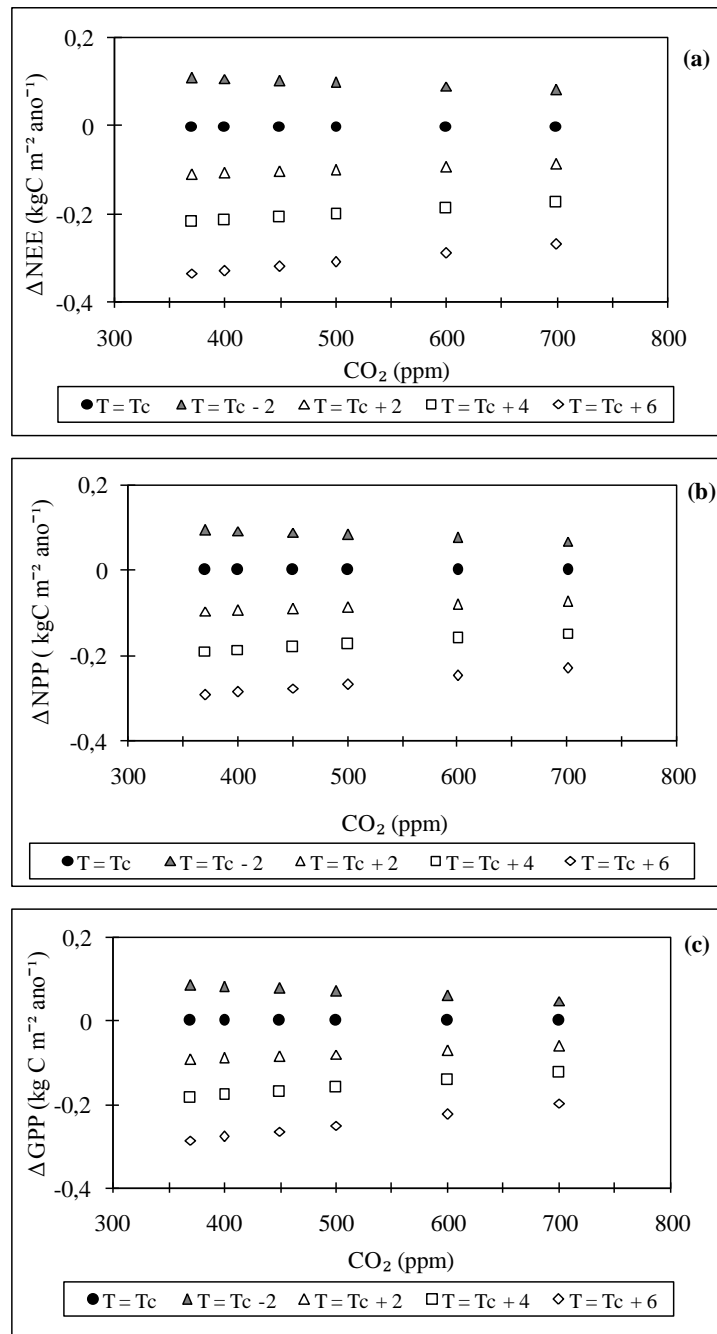 (a)
ΔNEE (kgC m⁻² ano⁻¹)
0,2
0
-0,2
-0,4
300 400 500 600 700 800
CO₂ (ppm)
T = Tc T = Tc - 2 T = Tc + 2 T = Tc + 4 T = Tc + 6
(b)
ΔNPP ( kgC m⁻² ano⁻¹)
0,2
0
-0,2
-0,4
300 400 500 600 700 800
CO₂ (ppm)
T = Tc T = Tc - 2 T = Tc + 2 T = Tc + 4 T = Tc + 6
(c)
ΔGPP (kg C m⁻² ano⁻¹)
0,2
0
-0,2
-0,4
300 400 500 600 700 800
CO₂ (ppm)
T = Tc T = Tc -2 T = Tc + 2 T = Tc + 4 T = Tc + 6